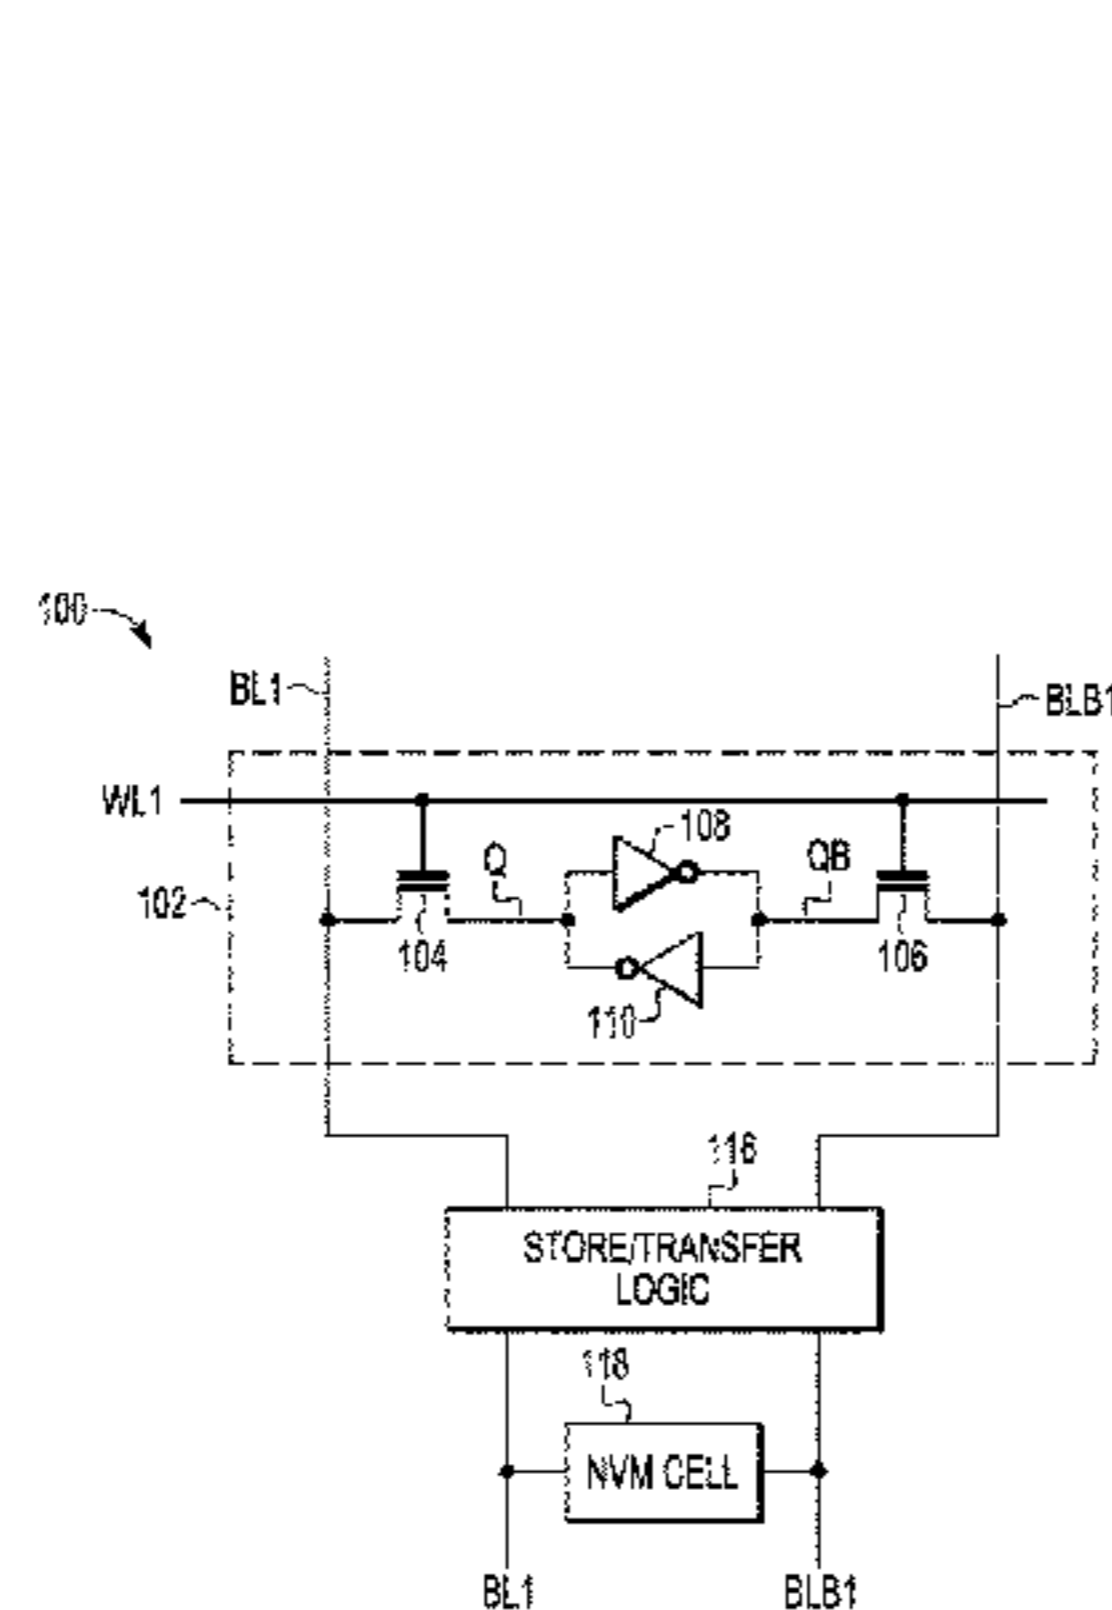 100
BL1
BLB1
WL1
108
Q
QB
102
104
106
110
116
STORE/TRANSFER
LOGIC
118
NVM CELL
BL1
BLB1